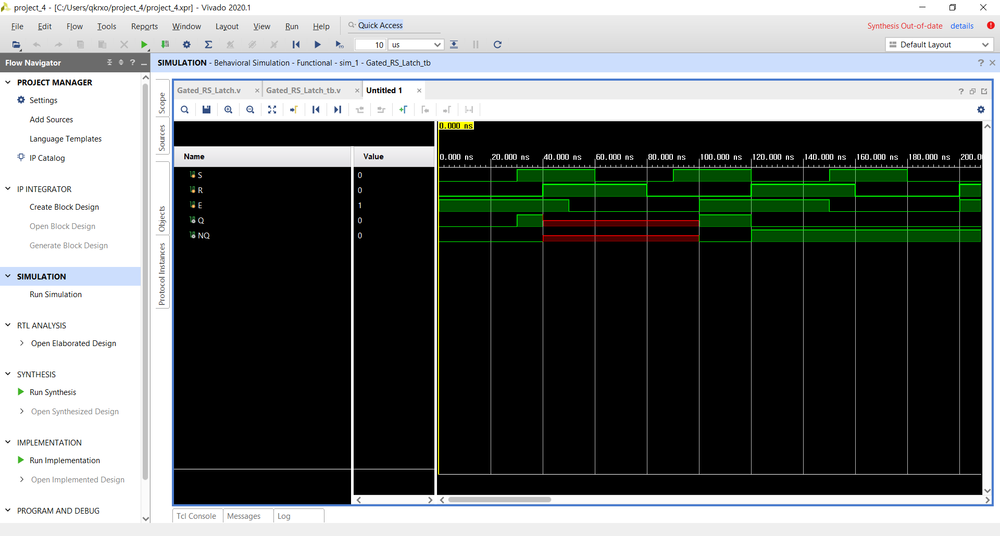 project_4 - [C:/Users/qkrxo/project_4/project_4.xpr] - Vivado 2020.1
File Edit Flow Tools Reports Window Layout View Run Help Quick Access
Synthesis Out-of-date details
10 us
Default Layout
Flow Navigator
PROJECT MANAGER
Settings
Add Sources
Language Templates
IP Catalog
IP INTEGRATOR
Create Block Design
Open Block Design
Generate Block Design
SIMULATION
Run Simulation
RTL ANALYSIS
Open Elaborated Design
SYNTHESIS
Run Synthesis
Open Synthesized Design
IMPLEMENTATION
Run Implementation
Open Implemented Design
PROGRAM AND DEBUG
SIMULATION - Behavioral Simulation - Functional - sim_1 - Gated_RS_Latch_tb
Scope
Sources
Objects
Protocol Instances
Gated_RS_Latch.v
Gated_RS_Latch_tb.v
Untitled 1
0.000 ns
Name Value
0.000 ns 20.000 ns 40.000 ns 60.000 ns 80.000 ns 100.000 ns 120.000 ns 140.000 ns 160.000 ns 180.000 ns 200.0
S 0
R 0
E 1
Q 0
NQ 0
Tcl Console Messages Log